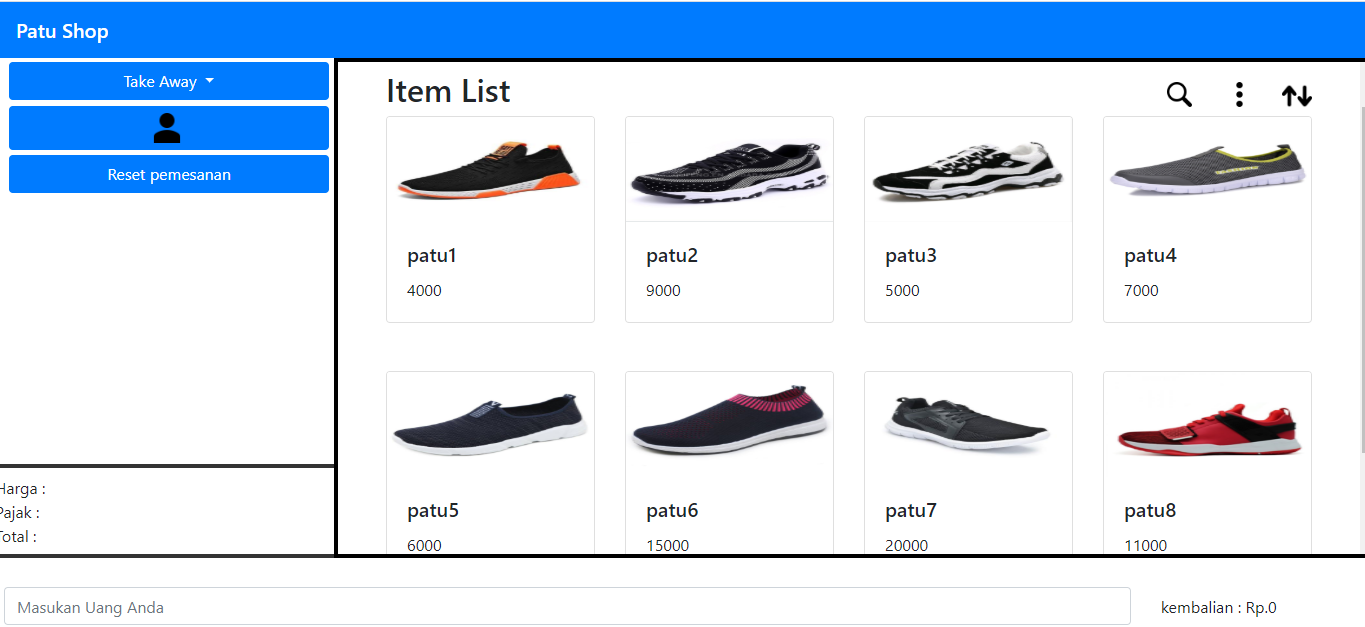 Patu Shop
Take Away
Reset pemesanan
Harga :
Pajak :
Total :
Item List
patu1
4000
patu2
9000
patu3
5000
patu4
7000
patu5
6000
patu6
15000
patu7
20000
patu8
11000
Masukan Uang Anda
kembalian : Rp.0